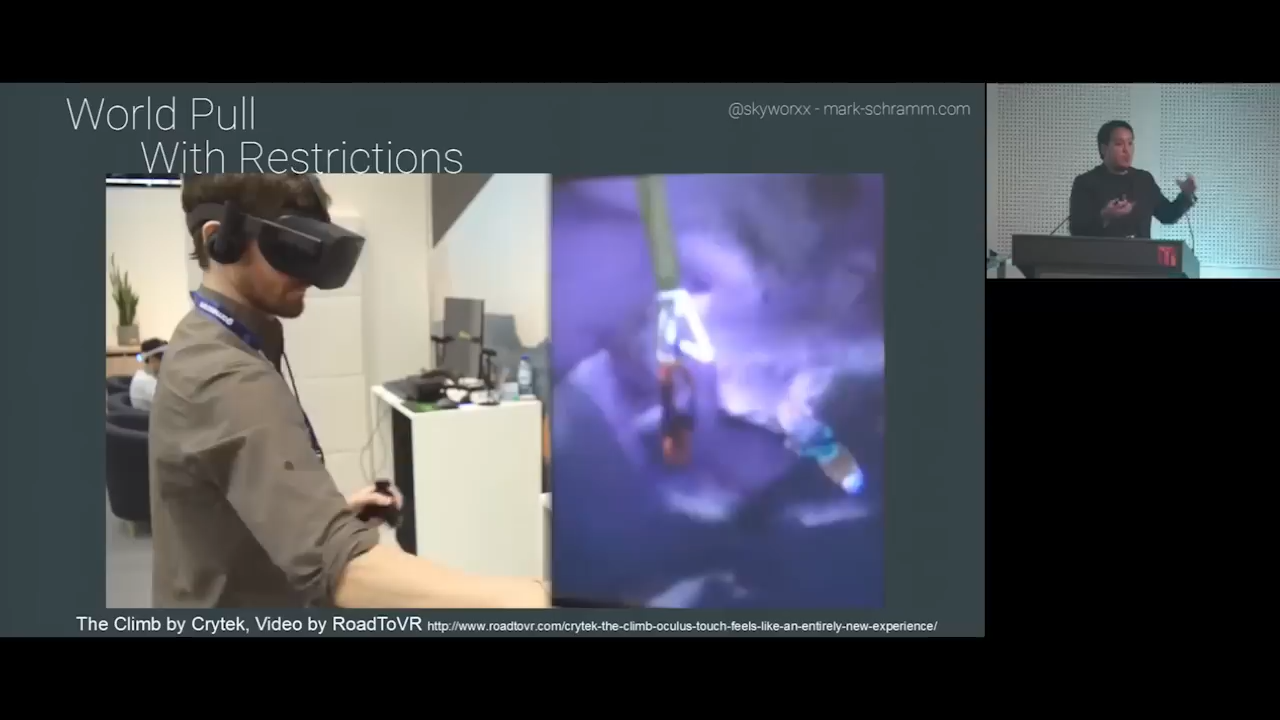 World Pull
With Restrictions
@skyworxx - mark-schramm.com
The Climb by Crytek, Video by RoadToVR http://www.roadtovr.com/crytek-the-climb-oculus-touch-feels-like-an-entirely-new-experience/